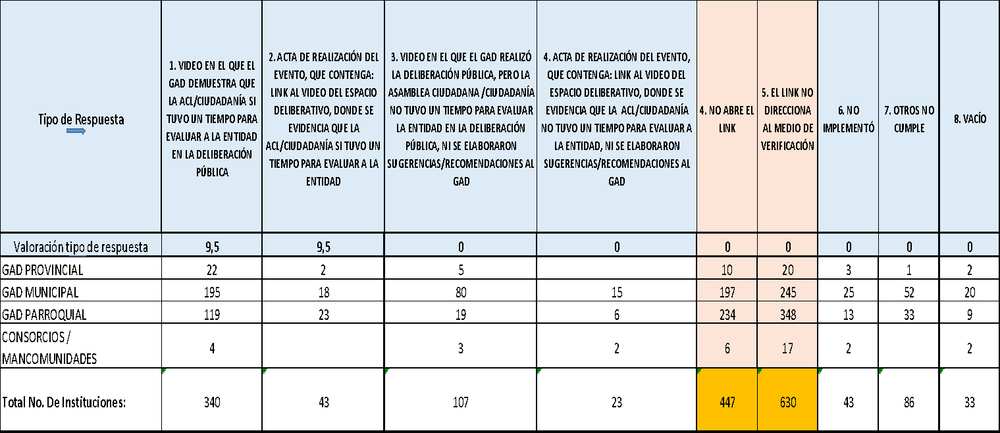 Tipo de Respuesta
1. VIDEO EN EL QUE EL
GAD DEMUESTRA QUE
LA ACL/CIUDADANÍA SI
TUVO UN TIEMPO PARA
EVALUAR A LA ENTIDAD
EN LA DELIBERACIÓN
PÚBLICA
2. ACTA DE REALIZACIÓN DEL
EVENTO, QUE CONTENGA:
LINK AL VIDEO DEL ESPACIO
DELIBERATIVO, DONDE SE
EVIDENCIA QUE LA
ACL/CIUDADANÍA SI TUVO UN
TIEMPO PARA EVALUAR A LA
ENTIDAD
3. VIDEO EN EL QUE EL GAD REALIZÓ
LA DELIBERACIÓN PÚBLICA, PERO LA
ASAMBLEA CIUDADANA /CIUDADANÍA
NO TUVO UN TIEMPO PARA EVALUAR
LA ENTIDAD EN LA DELIBERACIÓN
PÚBLICA, NI SE ELABORARON
SUGERENCIAS/RECOMENDACIONES AL
GAD
4. ACTA DE REALIZACIÓN DEL EVENTO,
QUE CONTENGA: LINK AL VIDEO DEL
ESPACIO DELIBERATIVO, DONDE SE
EVIDENCIA QUE LA ACL/CIUDADANÍA
NO TUVO UN TIEMPO PARA EVALUAR A
LA ENTIDAD, NI SE ELABORARON
SUGERENCIAS/RECOMENDACIONES AL
GAD
4. NO ABRE EL
LINK
5. EL LINK NO
DIRECCIONA
AL MEDIO DE
VERIFICACIÓN
6. NO
IMPLEMENTÓ
7. OTROS NO
CUMPLE
8. VACÍO
Valoración tipo de respuesta 9,5 9,5 0 0 0 0 0 0 0
GAD PROVINCIAL 22 2 5 10 20 3 1 2
GAD MUNICIPAL 195 18 80 15 197 245 25 52 20
GAD PARROQUIAL 119 23 19 6 234 348 13 33 9
CONSORCIOS /
MANCOMUNIDADES 4 3 2 6 17 2 2
Total No. De Instituciones: 340 43 107 23 447 630 43 86 33